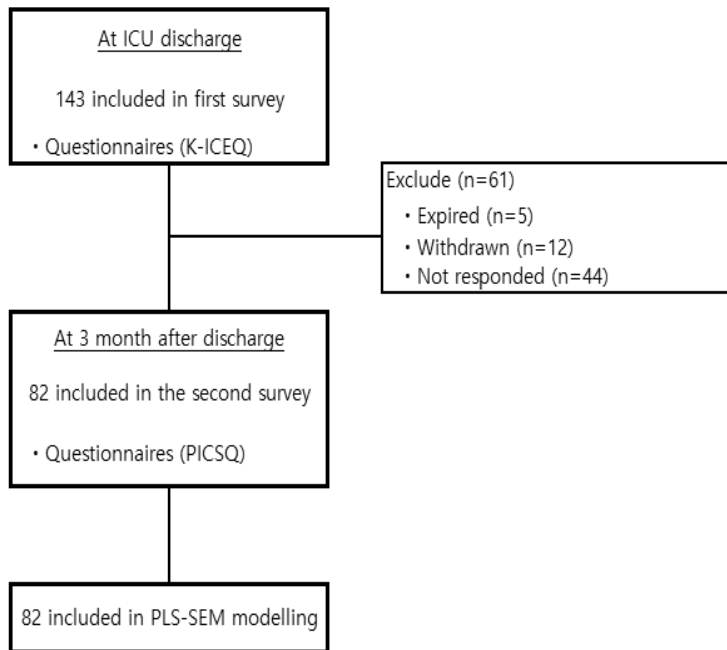 At ICU discharge
143 included in first survey
・Questionnaires (K-ICEQ)
Exclude (n=61)
・Expired (n=5)
・Withdrawn (n=12)
・Not responded (n=44)
At 3 month after discharge
82 included in the second survey
・Questionnaires (PICSQ)
82 included in PLS-SEM modelling